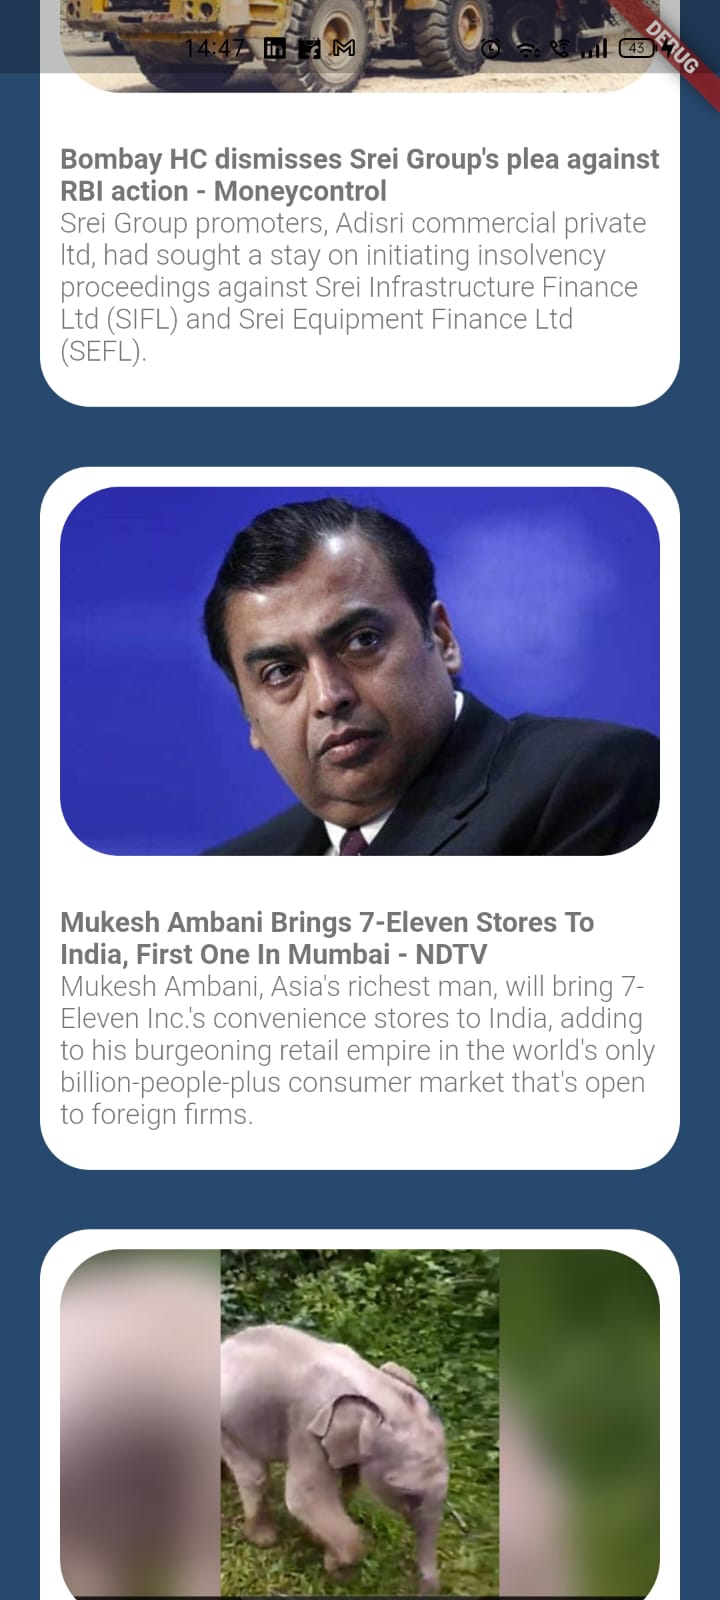 14:47
43
DEBUG
Bombay HC dismisses Srei Group's plea against
RBI action - Moneycontrol
Srei Group promoters, Adisri commercial private
ltd, had sought a stay on initiating insolvency
proceedings against Srei Infrastructure Finance
Ltd (SIFL) and Srei Equipment Finance Ltd
(SEFL).
Mukesh Ambani Brings 7-Eleven Stores To
India, First One In Mumbai - NDTV
Mukesh Ambani, Asia's richest man, will bring 7-
Eleven Inc.'s convenience stores to India, adding
to his burgeoning retail empire in the world's only
billion-people-plus consumer market that's open
to foreign firms.